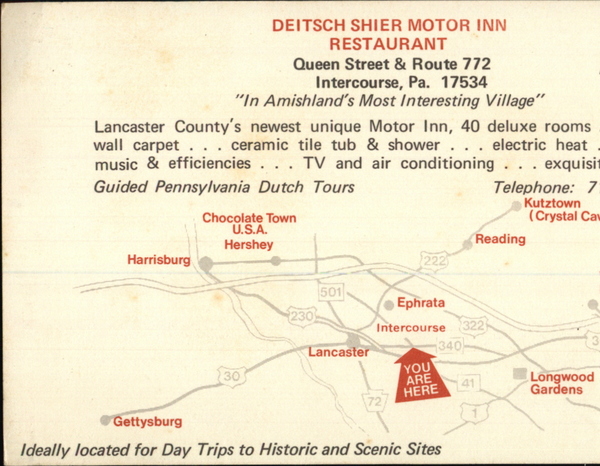 DEITSCH SHIER MOTOR INN
RESTAURANT
Queen Street & Route 772
Intercourse, Pa. 17534
"In Amishland's Most Interesting Village"
Lancaster County's newest unique Motor Inn, 40 deluxe rooms
wall carpet . . . ceramic tile tub & shower . . . electric heat .
music & efficiencies . . . TV and air conditioning . . . exquisit
Guided Pennsylvania Dutch Tours
Telephone: 7
Kutztown
(Crystal Cav
Chocolate Town
U.S.A.
Hershey
Reading
Harrisburg
222
501
Ephrata
230
Intercourse
322
340
3
Lancaster
YOU
ARE
HERE
30
41
Longwood
Gardens
72
1
Gettysburg
Ideally located for Day Trips to Historic and Scenic Sites